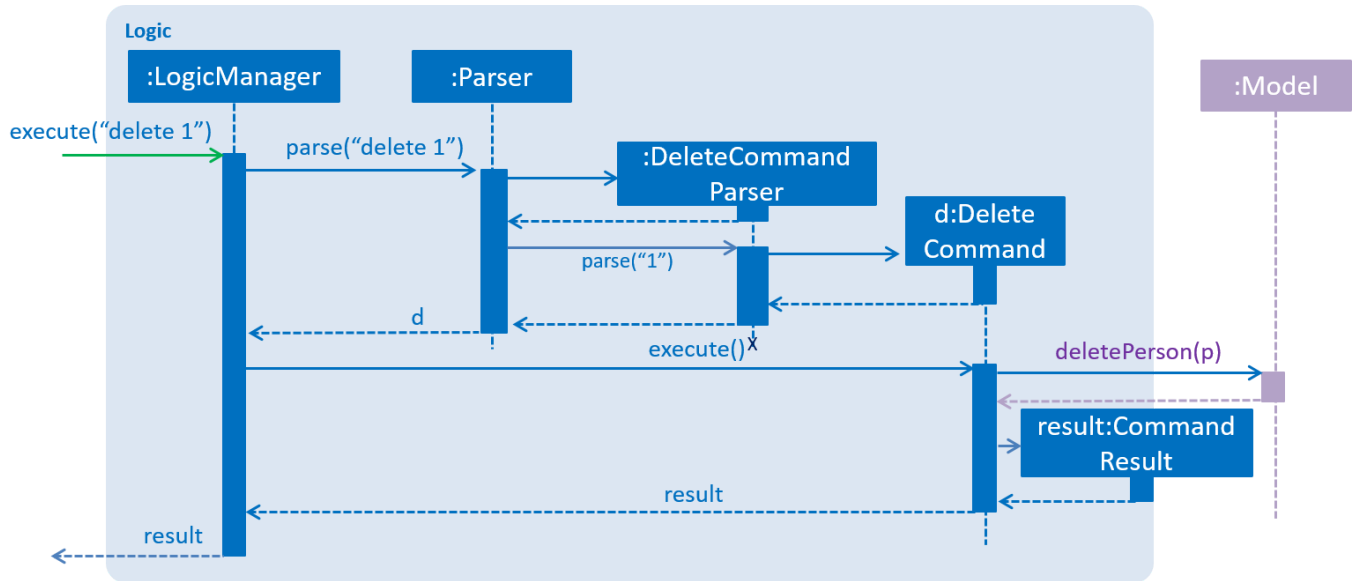 Logic
:LogicManager
:Parser
:Model
execute(“delete 1”)
parse(“delete 1”)
:DeleteCommand
Parser
d:Delete
Command
parse(“1”)
d
execute()
X
deletePerson(p)
result:Command
Result
result
result